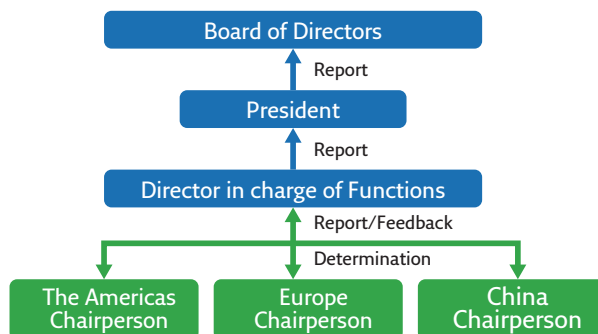 Board of Directors
Report
President
Report
Director in charge of Functions
Report/Feedback
Determination
The Americas
Chairperson
Europe
Chairperson
China
Chairperson